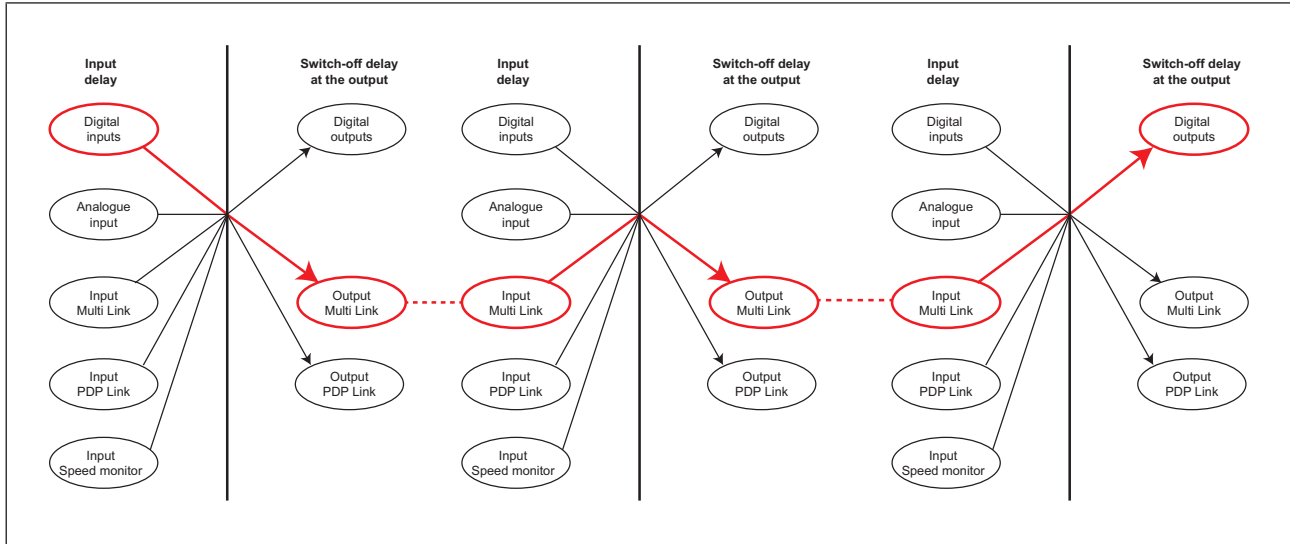 Input
delay
Switch-off delay
at the output
Digital
inputs
Digital
outputs
Analogue
input
Input
Multi Link
Output
Multi Link
Input
PDP Link
Output
PDP Link
Input
Speed monitor
Input
delay
Switch-off delay
at the output
Digital
inputs
Digital
outputs
Analogue
input
Input
Multi Link
Output
Multi Link
Input
PDP Link
Output
PDP Link
Input
Speed monitor
Input
delay
Switch-off delay
at the output
Digital
inputs
Digital
outputs
Analogue
input
Input
Multi Link
Output
Multi Link
Input
PDP Link
Output
PDP Link
Input
Speed monitor